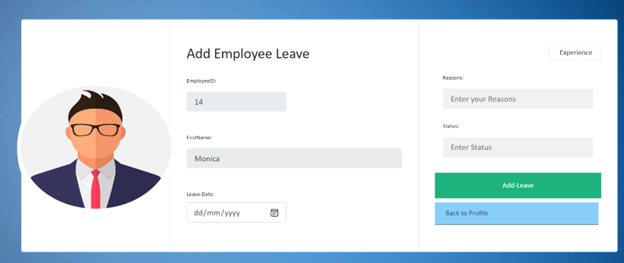 Add Employee Leave
EmployeeID:
14
FirstName:
Monica
Leave-Date:
dd/mm/yyyy
Experience
Reasons:
Enter your Reasons
Status:
Enter Status
Add-Leave
Back to Profile